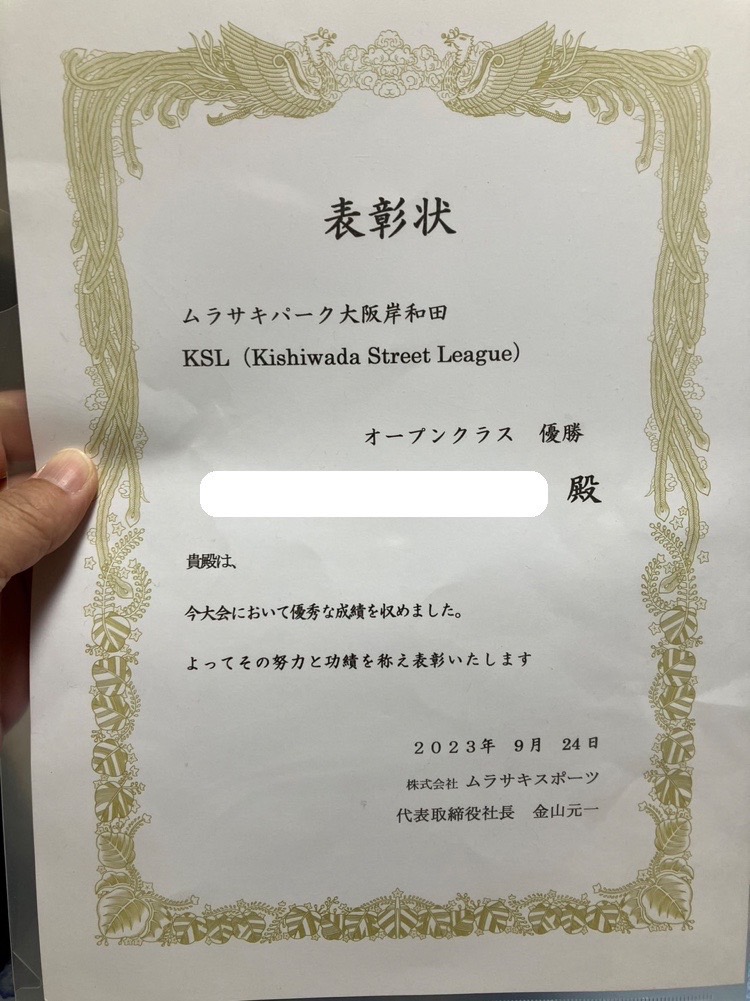 表彰状
ムラサキパーク大阪岸和田
KSL（Kishiwada Street League）
オープンクラス　優勝
殿
貴殿は、
今大会において優秀な成績を収めました。
よってその努力と功績を称え表彰いたします
２０２３年　９月　24日
株式会社 ムラサキスポーツ
代表取締役社長　金山元一